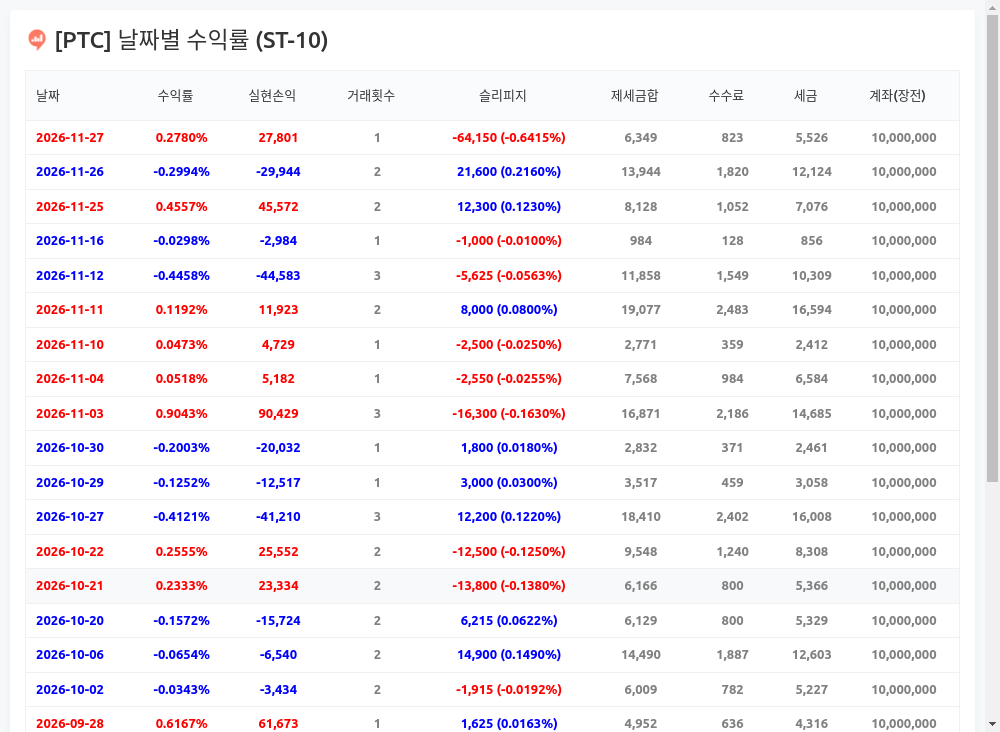 [PTC] 날짜별 수익률 (ST-10)
날짜 수익률 실현손익 거래횟수 슬리피지 제세금합 수수료 세금 계좌(장전)
2026-11-27 0.2780% 27,801 1 -64,150 (-0.6415%) 6,349 823 5,526 10,000,000
2026-11-26 -0.2994% -29,944 2 21,600 (0.2160%) 13,944 1,820 12,124 10,000,000
2026-11-25 0.4557% 45,572 2 12,300 (0.1230%) 8,128 1,052 7,076 10,000,000
2026-11-16 -0.0298% -2,984 1 -1,000 (-0.0100%) 984 128 856 10,000,000
2026-11-12 -0.4458% -44,583 3 -5,625 (-0.0563%) 11,858 1,549 10,309 10,000,000
2026-11-11 0.1192% 11,923 2 8,000 (0.0800%) 19,077 2,483 16,594 10,000,000
2026-11-10 0.0473% 4,729 1 -2,500 (-0.0250%) 2,771 359 2,412 10,000,000
2026-11-04 0.0518% 5,182 1 -2,550 (-0.0255%) 7,568 984 6,584 10,000,000
2026-11-03 0.9043% 90,429 3 -16,300 (-0.1630%) 16,871 2,186 14,685 10,000,000
2026-10-30 -0.2003% -20,032 1 1,800 (0.0180%) 2,832 371 2,461 10,000,000
2026-10-29 -0.1252% -12,517 1 3,000 (0.0300%) 3,517 459 3,058 10,000,000
2026-10-27 -0.4121% -41,210 3 12,200 (0.1220%) 18,410 2,402 16,008 10,000,000
2026-10-22 0.2555% 25,552 2 -12,500 (-0.1250%) 9,548 1,240 8,308 10,000,000
2026-10-21 0.2333% 23,334 2 -13,800 (-0.1380%) 6,166 800 5,366 10,000,000
2026-10-20 -0.1572% -15,724 2 6,215 (0.0622%) 6,129 800 5,329 10,000,000
2026-10-06 -0.0654% -6,540 2 14,900 (0.1490%) 14,490 1,887 12,603 10,000,000
2026-10-02 -0.0343% -3,434 2 -1,915 (-0.0192%) 6,009 782 5,227 10,000,000
2026-09-28 0.6167% 61,673 1 1,625 (0.0163%) 4,952 636 4,316 10,000,000